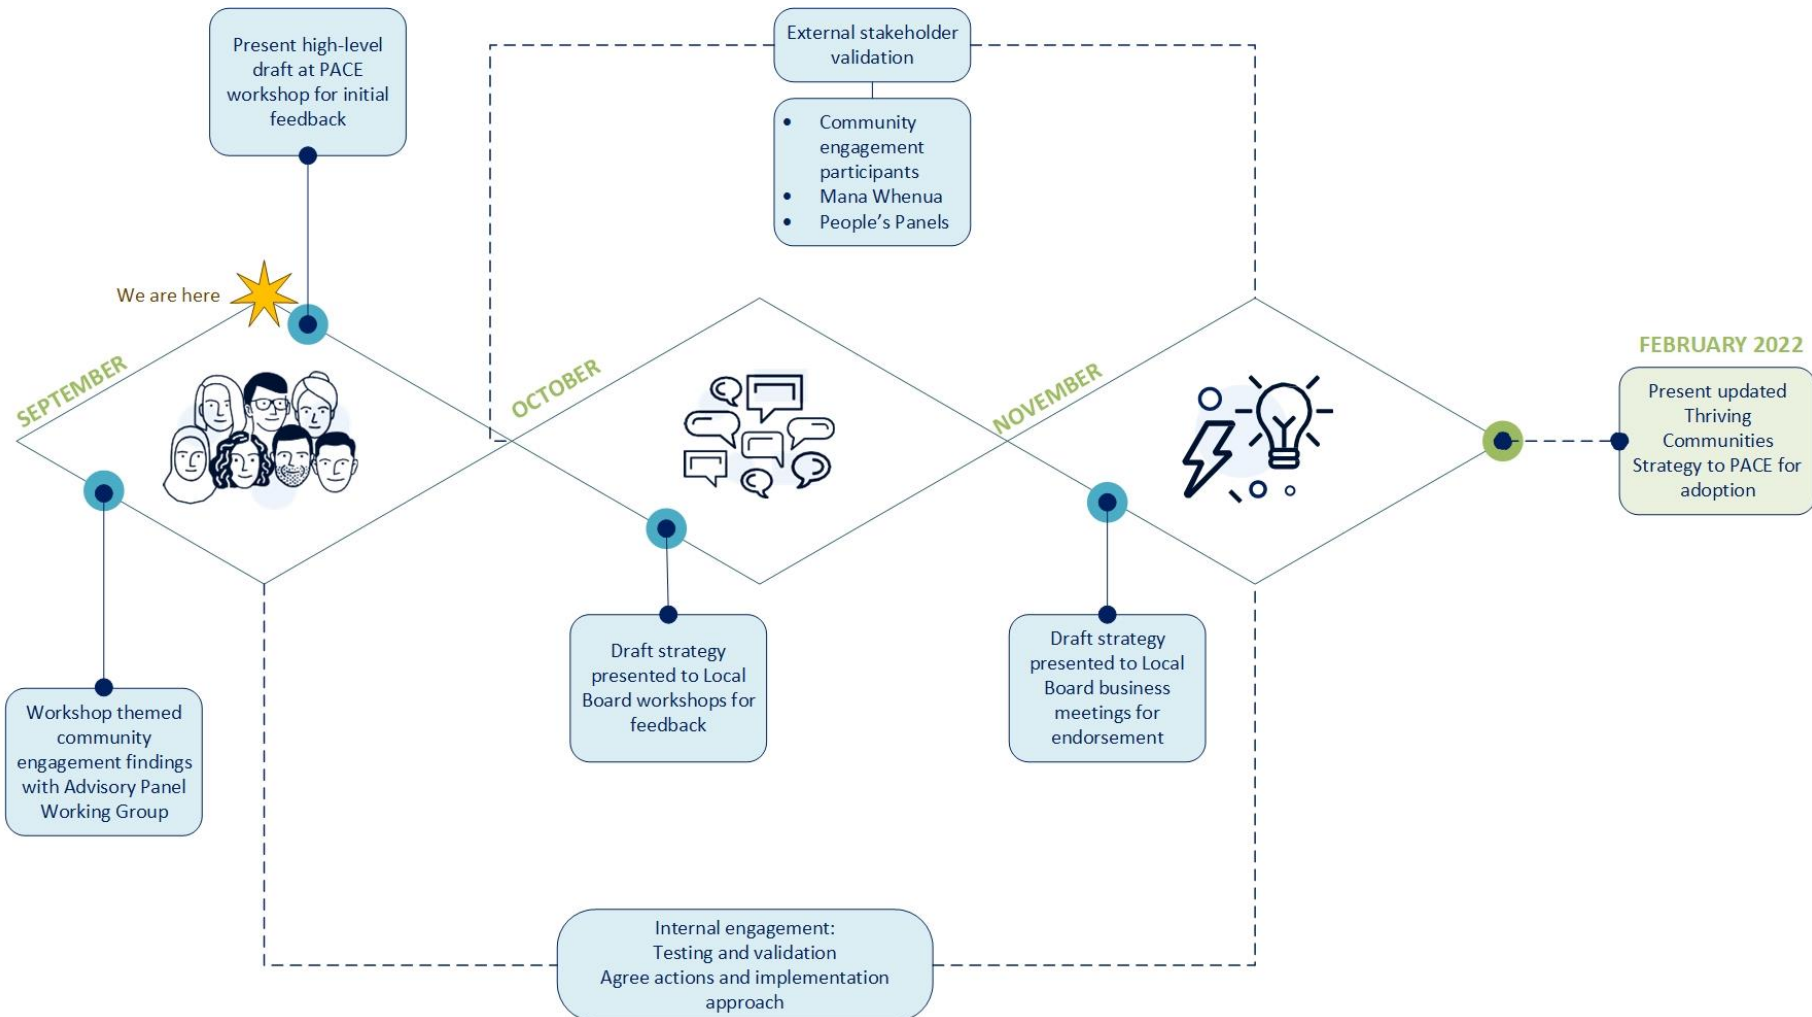 Present high-level
draft at PACE
workshop for initial
feedback
External stakeholder
validation
• Community
engagement
participants
• Mana Whenua
• People’s Panels
We are here
SEPTEMBER
OCTOBER
NOVEMBER
FEBRUARY 2022
Present updated
Thriving
Communities
Strategy to PACE for
adoption
Workshop themed
community
engagement findings
with Advisory Panel
Working Group
Draft strategy
presented to Local
Board workshops for
feedback
Draft strategy
presented to Local
Board business
meetings for
endorsement
Internal engagement:
Testing and validation
Agree actions and implementation
approach